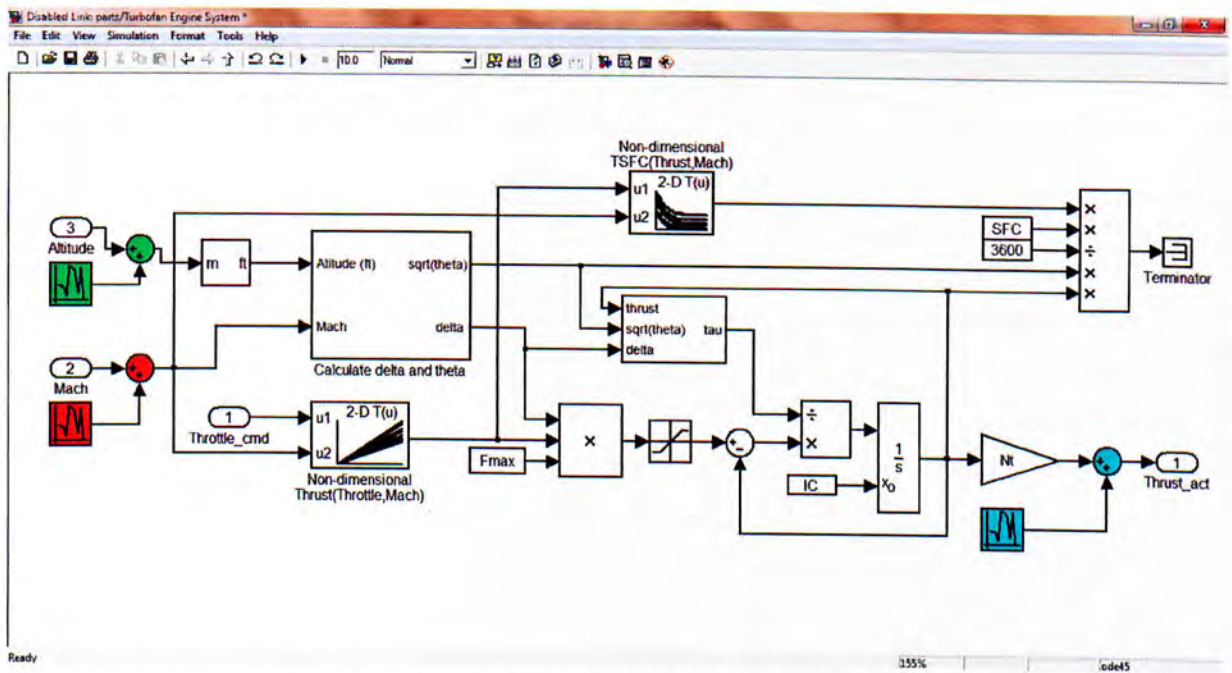 Disabled Link parts/Turbofan Engine System *
File Edit View Simulation Format Tools Help
10.0 Normal
Non-dimensional
TSFC(Thrust,Mach)
2-D T(u)
u1
u2
3
Altitude
m ft
Altitude (ft) sqrt(theta)
Mach delta
Calculate delta and theta
SFC
3600
×
×
÷
×
×
Terminator
thrust
sqrt(theta) tau
delta
2
Mach
1
Throttle_cmd
2-D T(u)
u1
u2
Non-dimensional
Thrust(Throttle,Mach)
Fmax
×
÷
×
IC
1
s
xo
Nt
1
Thrust_act
Ready 155% ode45